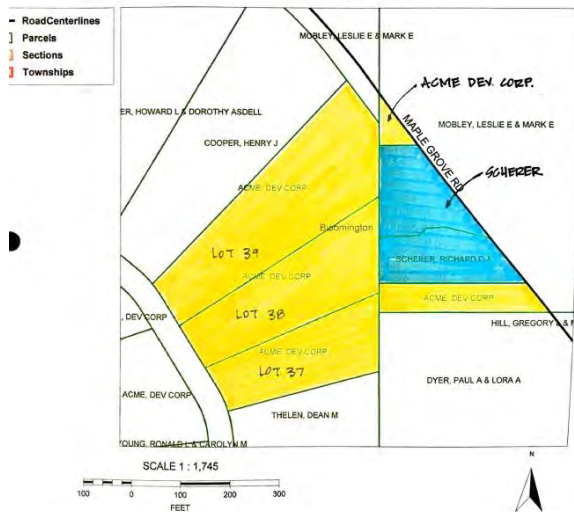 RoadCenterlines
Parcels
Sections
Townships
MOBLEY, LESLIE E & MARK E
ACME DEV. CORP.
ER, HOWARD L & DOROTHY ASDELL
MOBLEY, LESLIE E & MARK E
COOPER, HENRY J
MAPLE GROVE RD
SCHERER
ACME, DEV CORP
Bloomington
LOT 39
SCHERER, RICHARD D J
ACME, DEV CORP
ACME, DEV CORP
, DEV CORP
LOT 38
HILL, GREGORY L & M
ACME, DEV CORP
LOT 37
DYER, PAUL A & LORA A
ACME, DEV CORP
THELEN, DEAN M
YOUNG, RONALD L & CAROLYN M
SCALE 1 : 1,745
N
100 0 100 200 300
FEET